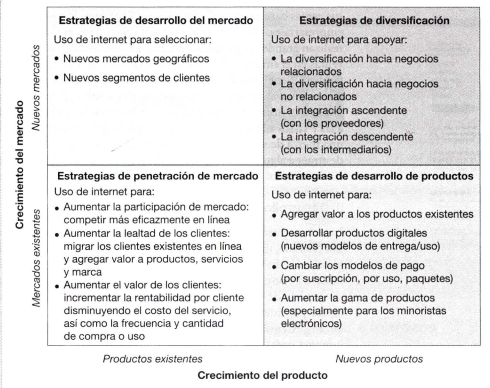 Estrategias de desarrollo del mercado
Uso de internet para seleccionar:
• Nuevos mercados geográficos
• Nuevos segmentos de clientes
Estrategias de diversificación
Uso de internet para apoyar:
• La diversificación hacia negocios
relacionados
• La diversificación hacia negocios
no relacionados
• La integración ascendente
(con los proveedores)
• La integración descendente
(con los intermediarios)
Crecimiento del mercado
Nuevos mercados
Mercados existentes
Estrategias de penetración de mercado
Uso de internet para:
• Aumentar la participación de mercado:
competir más eficazmente en línea
• Aumentar la lealtad de los clientes:
migrar los clientes existentes en línea
y agregar valor a productos, servicios
y marca
• Aumentar el valor de los clientes:
incrementar la rentabilidad por cliente
disminuyendo el costo del servicio,
así como la frecuencia y cantidad
de compra o uso
Estrategias de desarrollo de productos
Uso de internet para:
• Agregar valor a los productos existentes
• Desarrollar productos digitales
(nuevos modelos de entrega/uso)
• Cambiar los modelos de pago
(por suscripción, por uso, paquetes)
• Aumentar la gama de productos
(especialmente para los minoristas
electrónicos)
Productos existentes
Nuevos productos
Crecimiento del producto